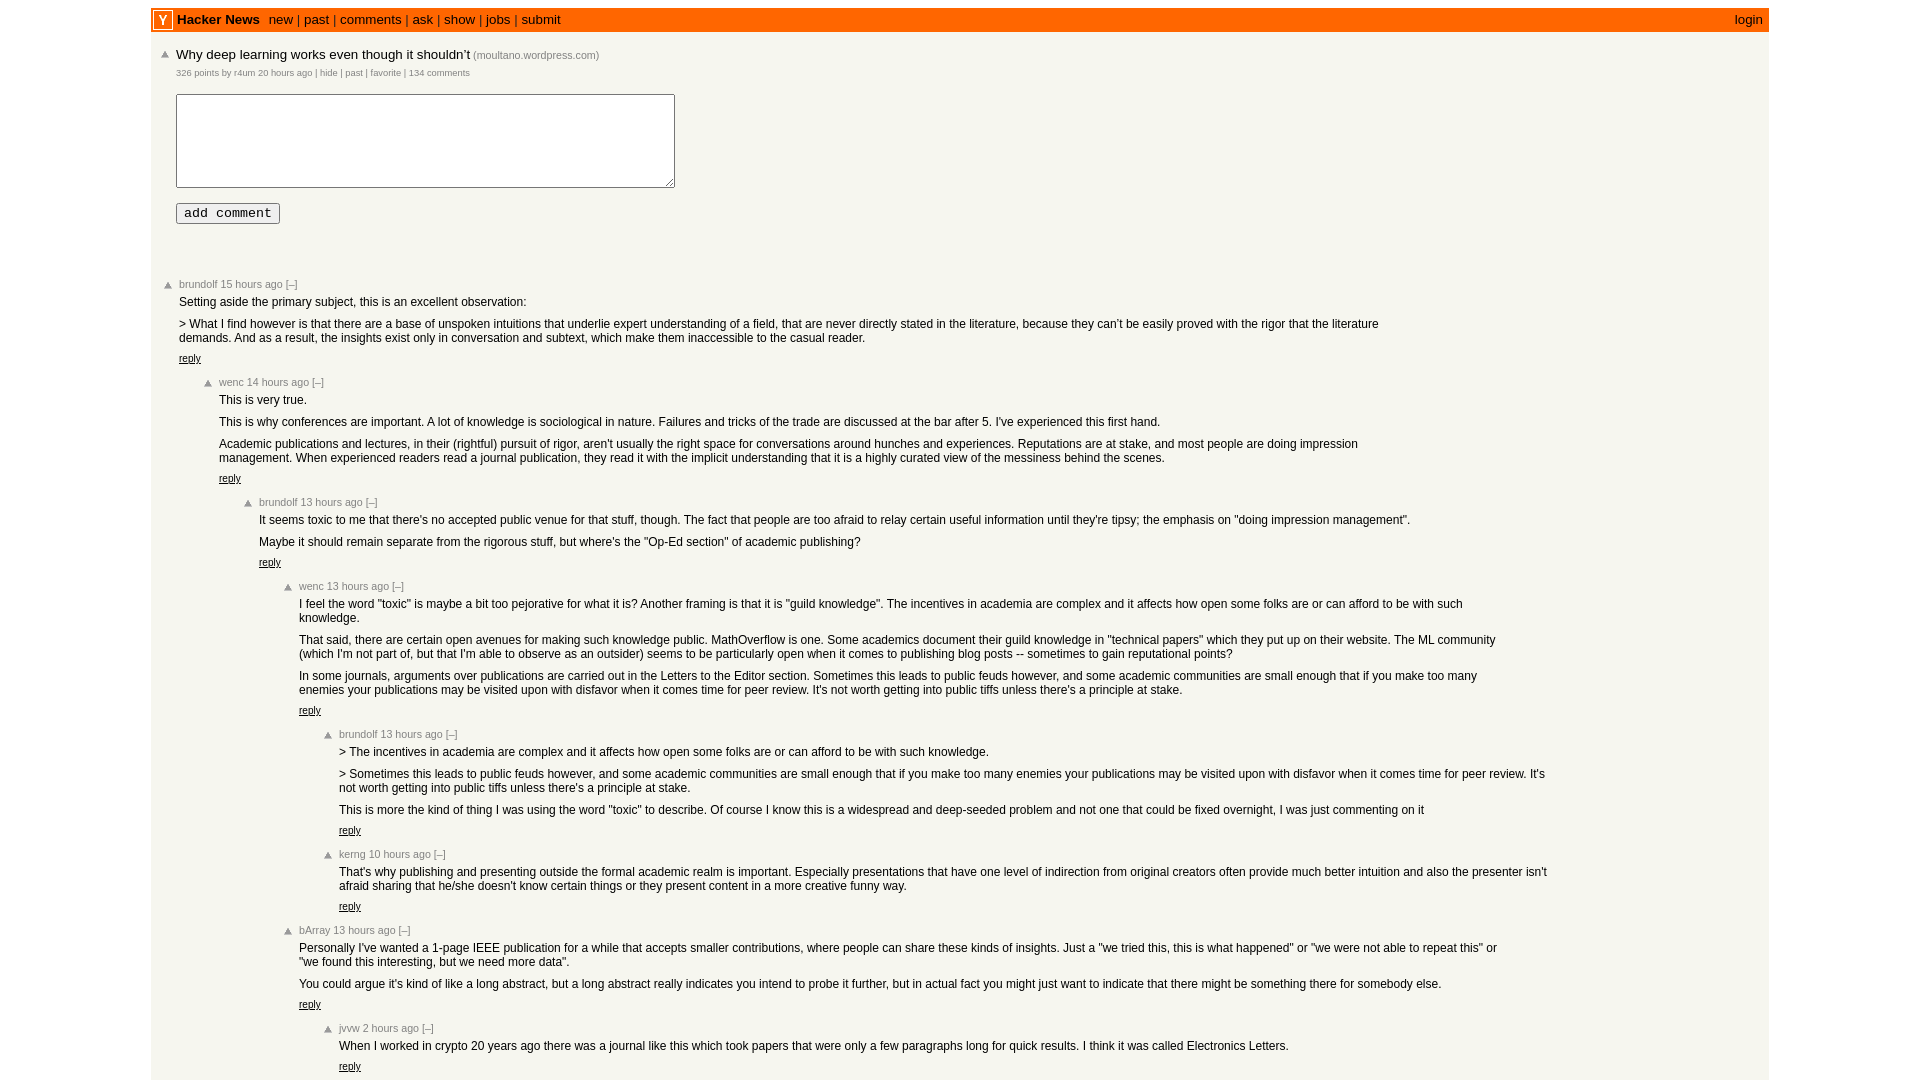 Y Hacker News new | past | comments | ask | show | jobs | submit login
Why deep learning works even though it shouldn’t (moultano.wordpress.com)
326 points by r4um 20 hours ago | hide | past | favorite | 134 comments
add comment
brundolf 15 hours ago [–]
Setting aside the primary subject, this is an excellent observation:
> What I find however is that there are a base of unspoken intuitions that underlie expert understanding of a field, that are never directly stated in the literature, because they can’t be easily proved with the rigor that the literature
demands. And as a result, the insights exist only in conversation and subtext, which make them inaccessible to the casual reader.
reply
wenc 14 hours ago [–]
This is very true.
This is why conferences are important. A lot of knowledge is sociological in nature. Failures and tricks of the trade are discussed at the bar after 5. I've experienced this first hand.
Academic publications and lectures, in their (rightful) pursuit of rigor, aren't usually the right space for conversations around hunches and experiences. Reputations are at stake, and most people are doing impression
management. When experienced readers read a journal publication, they read it with the implicit understanding that it is a highly curated view of the messiness behind the scenes.
reply
brundolf 13 hours ago [–]
It seems toxic to me that there's no accepted public venue for that stuff, though. The fact that people are too afraid to relay certain useful information until they're tipsy; the emphasis on "doing impression management".
Maybe it should remain separate from the rigorous stuff, but where's the "Op-Ed section" of academic publishing?
reply
wenc 13 hours ago [–]
I feel the word "toxic" is maybe a bit too pejorative for what it is? Another framing is that it is "guild knowledge". The incentives in academia are complex and it affects how open some folks are or can afford to be with such
knowledge.
That said, there are certain open avenues for making such knowledge public. MathOverflow is one. Some academics document their guild knowledge in "technical papers" which they put up on their website. The ML community
(which I'm not part of, but that I'm able to observe as an outsider) seems to be particularly open when it comes to publishing blog posts -- sometimes to gain reputational points?
In some journals, arguments over publications are carried out in the Letters to the Editor section. Sometimes this leads to public feuds however, and some academic communities are small enough that if you make too many
enemies your publications may be visited upon with disfavor when it comes time for peer review. It's not worth getting into public tiffs unless there's a principle at stake.
reply
brundolf 13 hours ago [–]
> The incentives in academia are complex and it affects how open some folks are or can afford to be with such knowledge.
> Sometimes this leads to public feuds however, and some academic communities are small enough that if you make too many enemies your publications may be visited upon with disfavor when it comes time for peer review. It's
not worth getting into public tiffs unless there's a principle at stake.
This is more the kind of thing I was using the word "toxic" to describe. Of course I know this is a widespread and deep-seeded problem and not one that could be fixed overnight, I was just commenting on it
reply
kerng 10 hours ago [–]
That's why publishing and presenting outside the formal academic realm is important. Especially presentations that have one level of indirection from original creators often provide much better intuition and also the presenter isn't
afraid sharing that he/she doesn't know certain things or they present content in a more creative funny way.
reply
bArray 13 hours ago [–]
Personally I've wanted a 1-page IEEE publication for a while that accepts smaller contributions, where people can share these kinds of insights. Just a "we tried this, this is what happened" or "we were not able to repeat this" or
"we found this interesting, but we need more data".
You could argue it's kind of like a long abstract, but a long abstract really indicates you intend to probe it further, but in actual fact you might just want to indicate that there might be something there for somebody else.
reply
jvvw 2 hours ago [–]
When I worked in crypto 20 years ago there was a journal like this which took papers that were only a few paragraphs long for quick results. I think it was called Electronics Letters.
reply